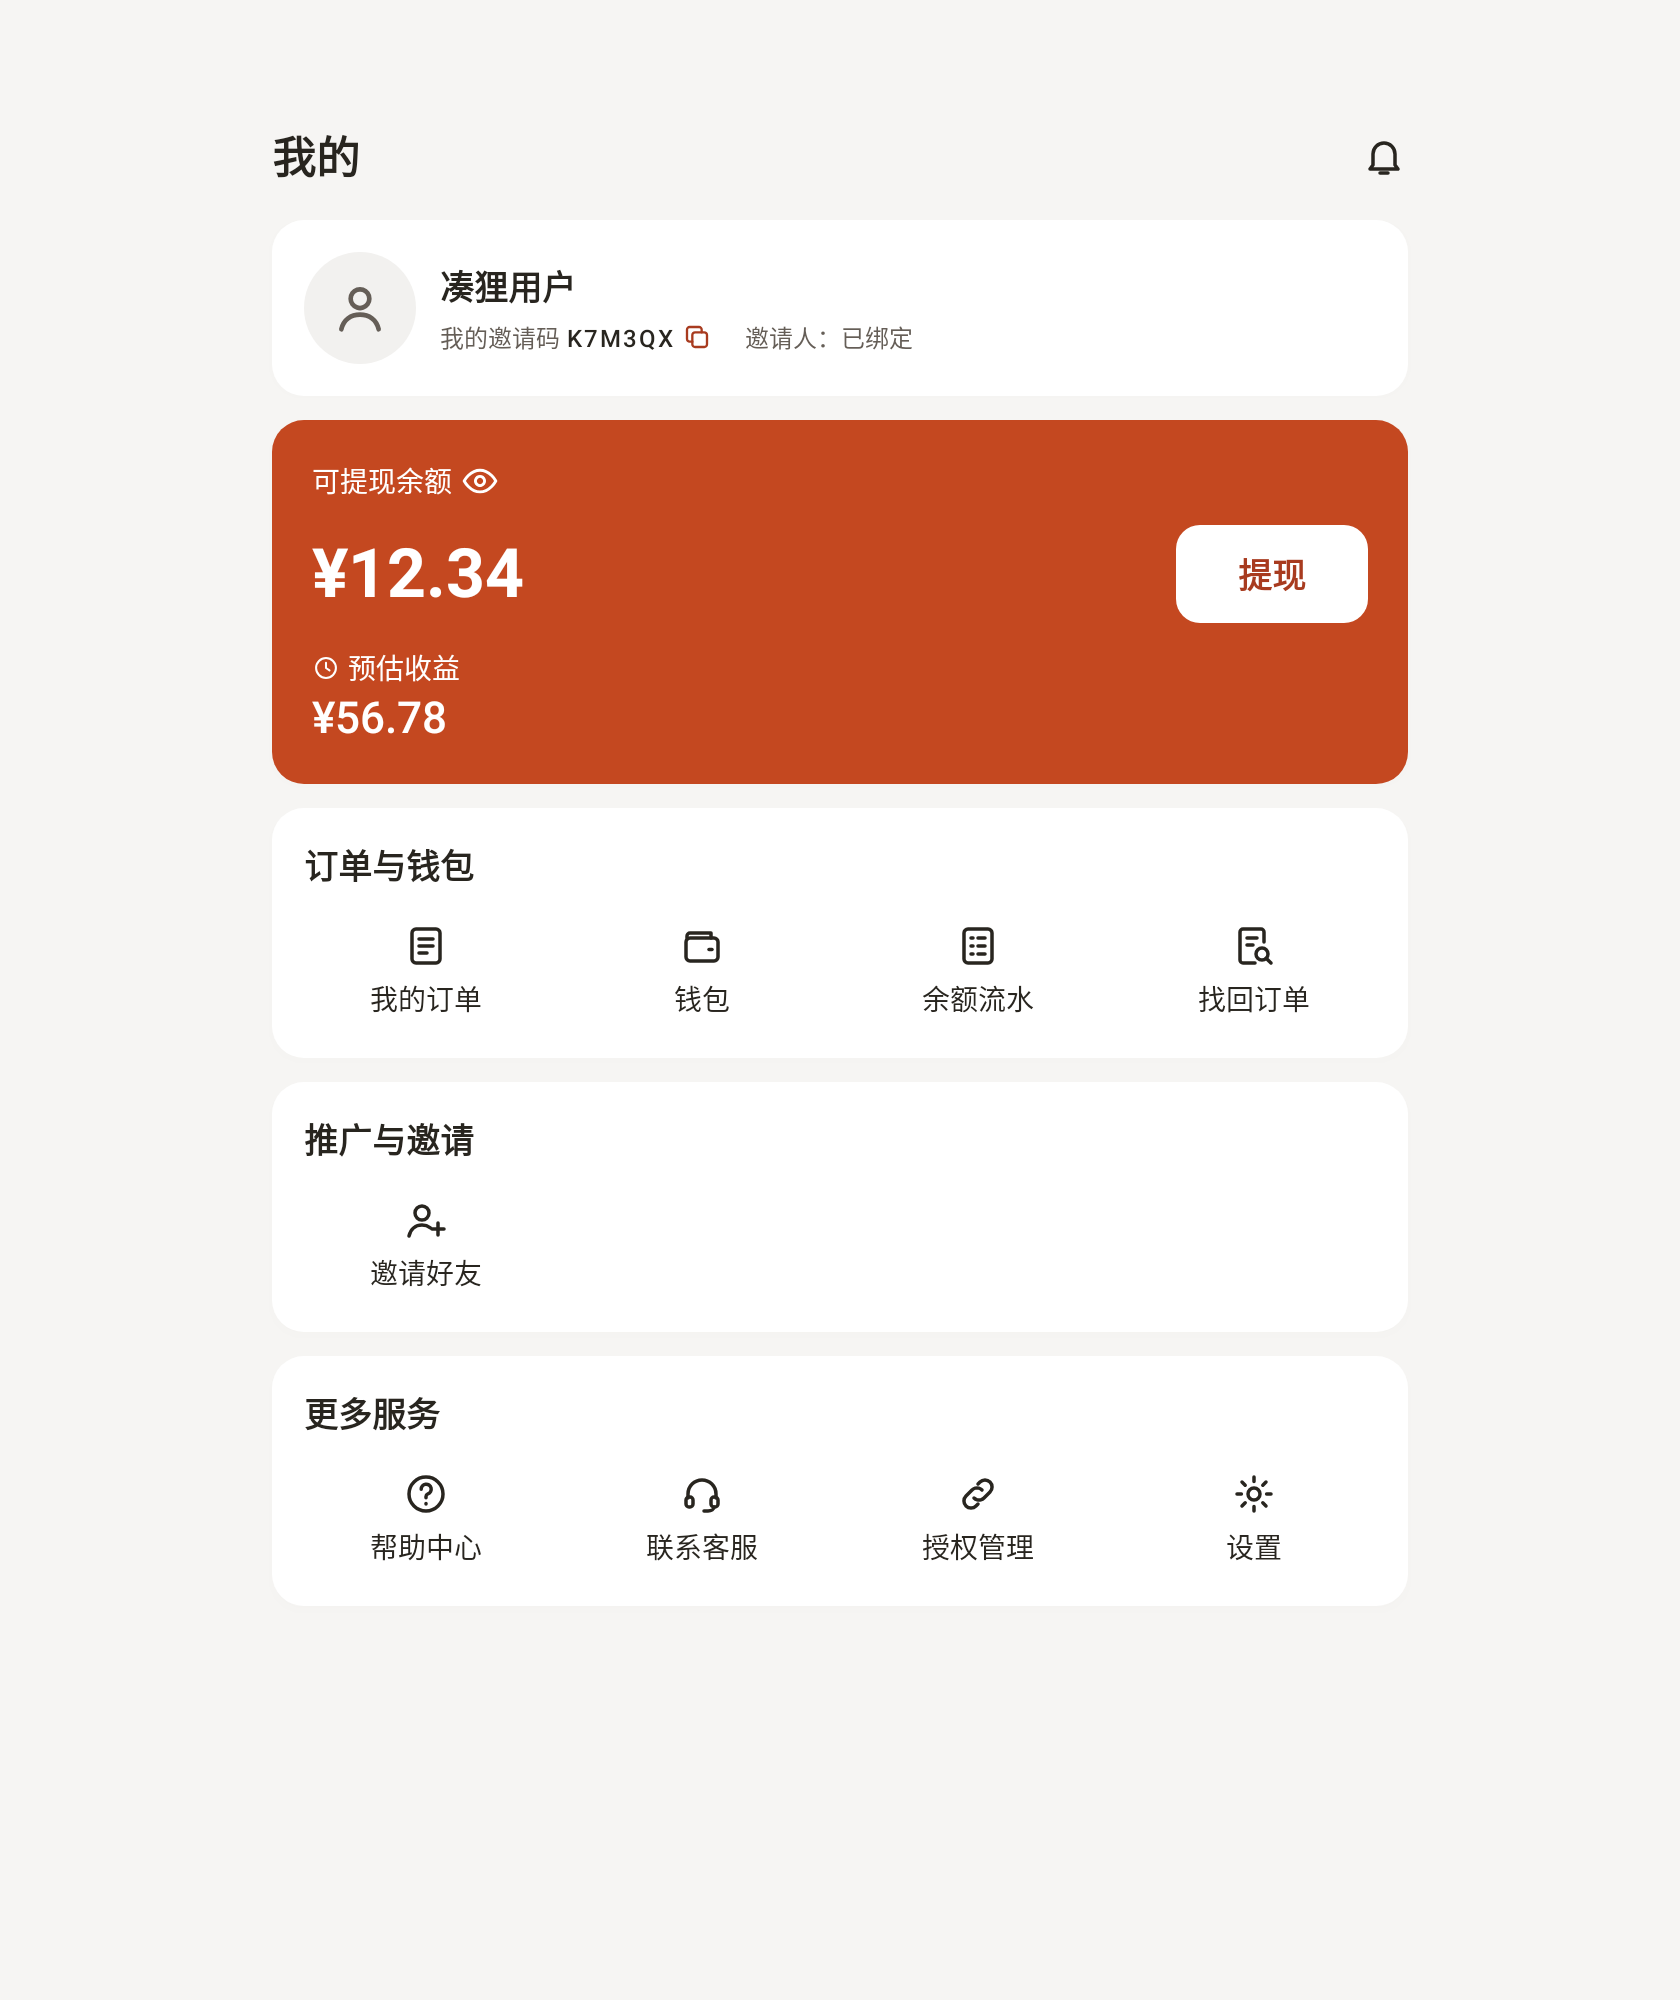 我的
凑狸用户
我的邀请码 K7M3QX 邀请人：已绑定
可提现余额
¥12.34
提现
预估收益
¥56.78
订单与钱包
我的订单 钱包 余额流水 找回订单
推广与邀请
邀请好友
更多服务
帮助中心 联系客服 授权管理 设置